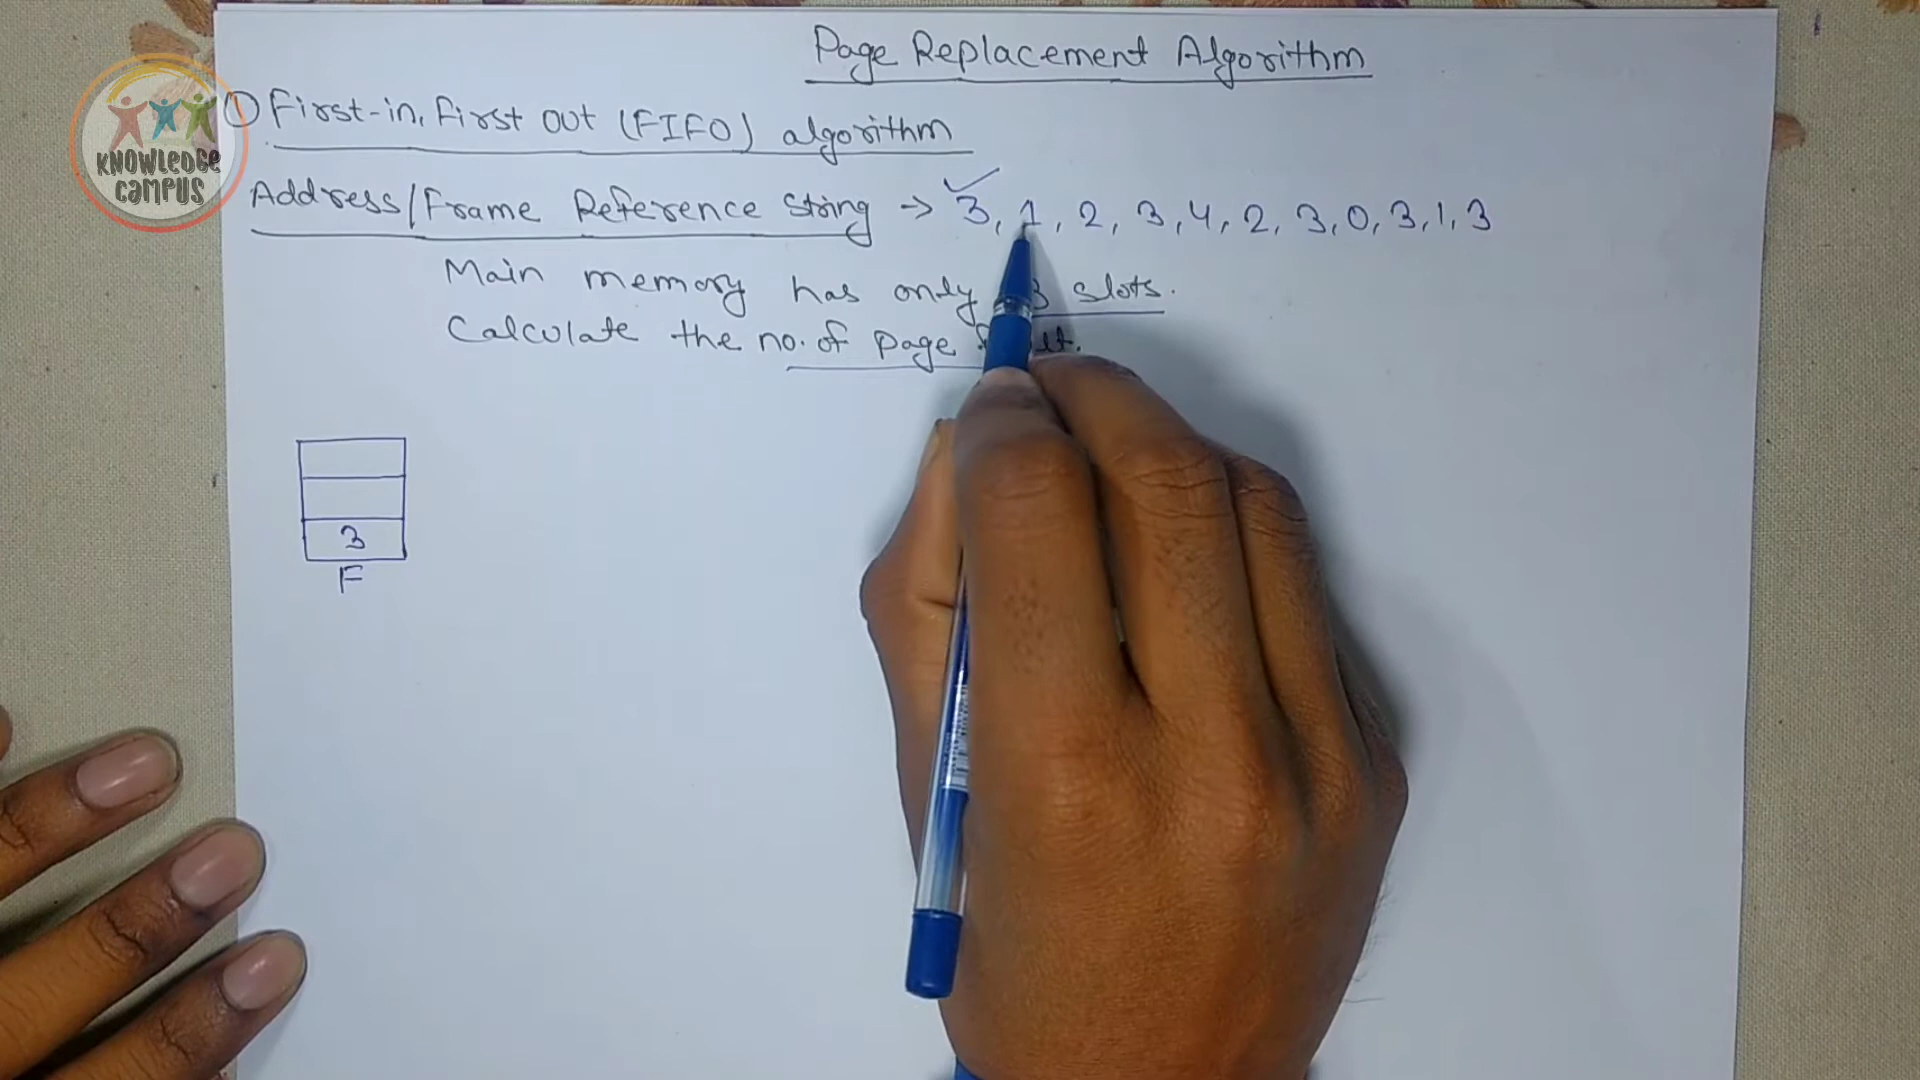 Page Replacement Algorithm
① First-in, First out (FIFO) algorithm
KNOWLEDGE
CAMPUS
Address/Frame Reference String → 3, 1, 2, 3, 4, 2, 3, 0, 3, 1, 3
Main memory has only 3 slots.
Calculate the no. of page
3
F